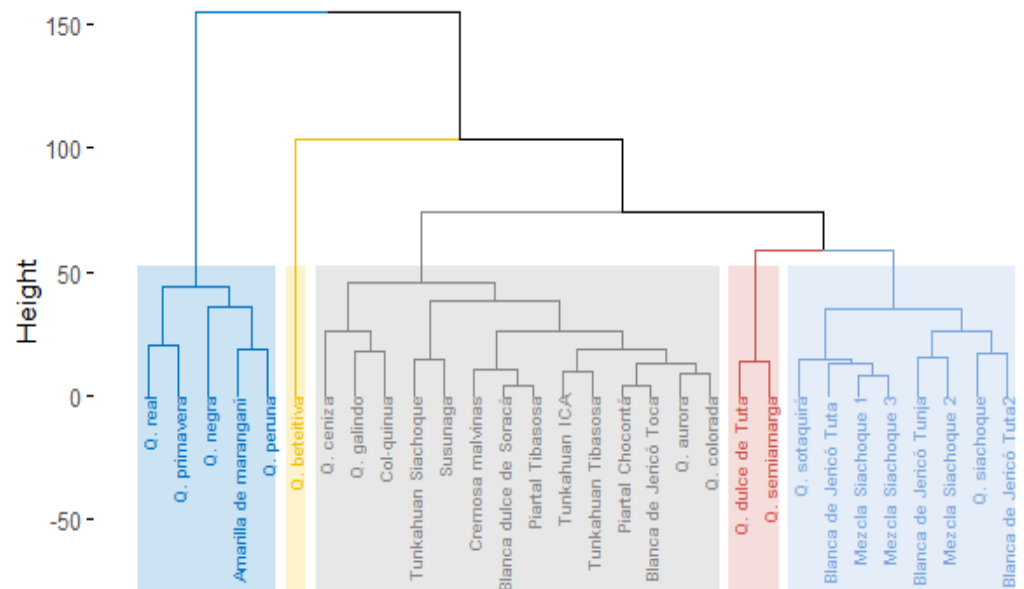 150
100
50
0
-50
Height
Q. real
Q. primavera
Q. negra
Amarilla de maranganí
Q. peruna
Q. beteitiva
Q. ceniza
Q. galindo
Col-quinua
Tunkahuan Siachoque
Susunaga
Cremosa malvinas
Blanca dulce de Soracá
Piartal Tibasosa
Tunkahuan ICA
Tunkahuan Tibasosa
Piartal Chocontá
Blanca de Jericó Toca
Q. aurora
Q. colorada
Q. dulce de Tuta
Q. semiamarga
Q. sotaquirá
Blanca de Jericó Tuta
Mezcla Siachoque 1
Mezcla Siachoque 3
Blanca de Jericó Tunja
Mezcla Siachoque 2
Q. siachoque
Blanca de Jericó Tuta2